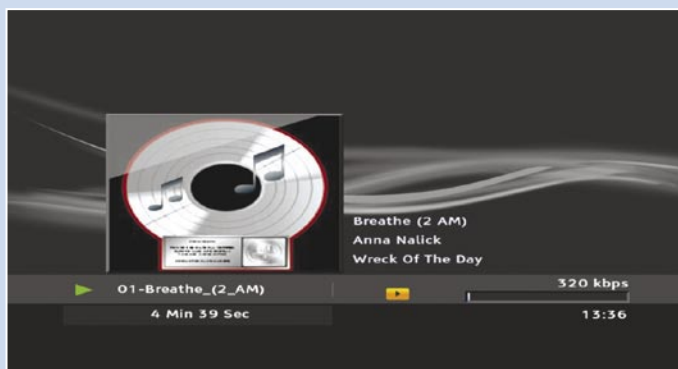 Breathe (2 AM)
Anna Nalick
Wreck Of The Day
01-Breathe_(2_AM)
320 kbps
4 Min 39 Sec
13:36